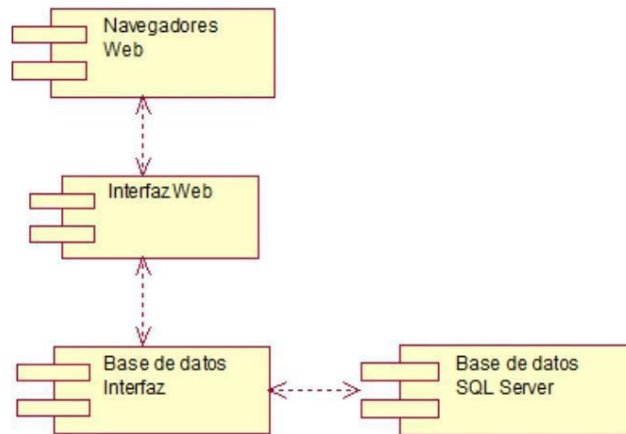 Navegadores
Web
Interfaz Web
Base de datos
Interfaz
Base de datos
SQL Server